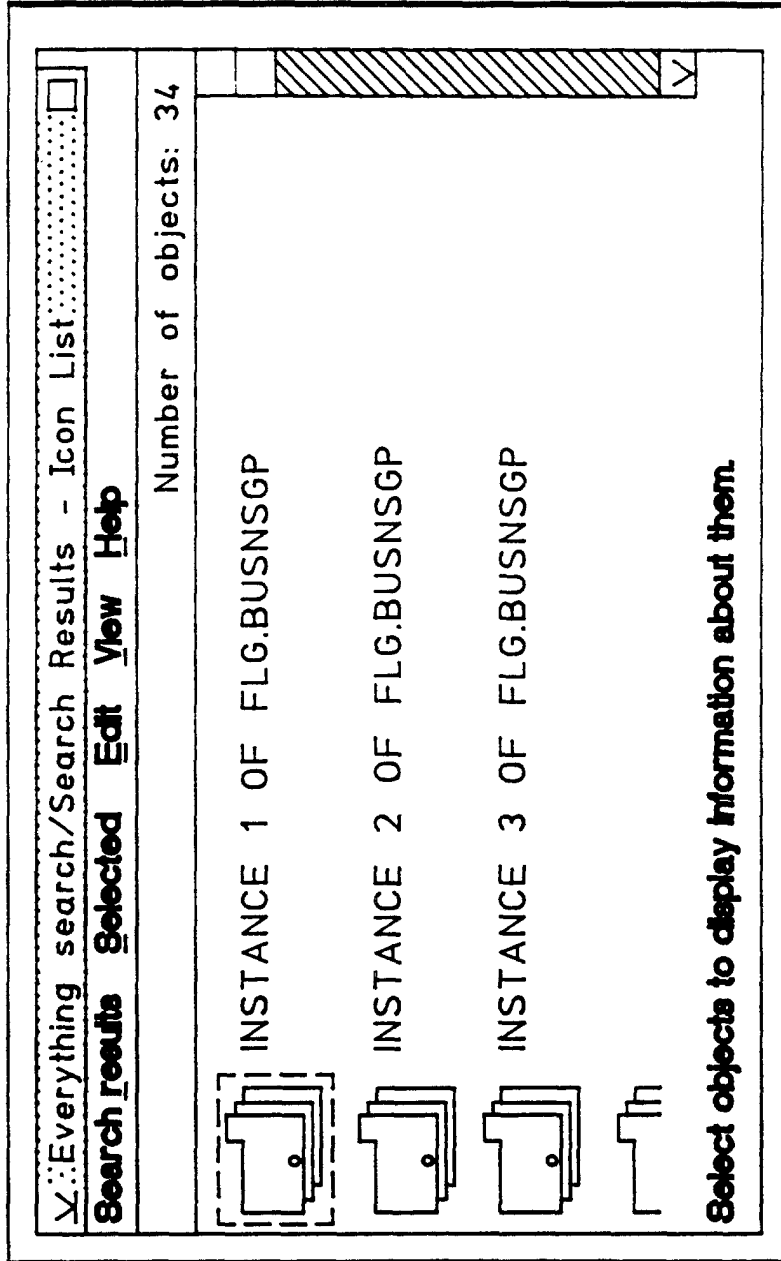 Everything search/Search Results - Icon List
Search results Selected Edit View Help
Number of objects: 34
INSTANCE 1 OF FLG.BUSNSGP
INSTANCE 2 OF FLG.BUSNSGP
INSTANCE 3 OF FLG.BUSNSGP
Select objects to display information about them.